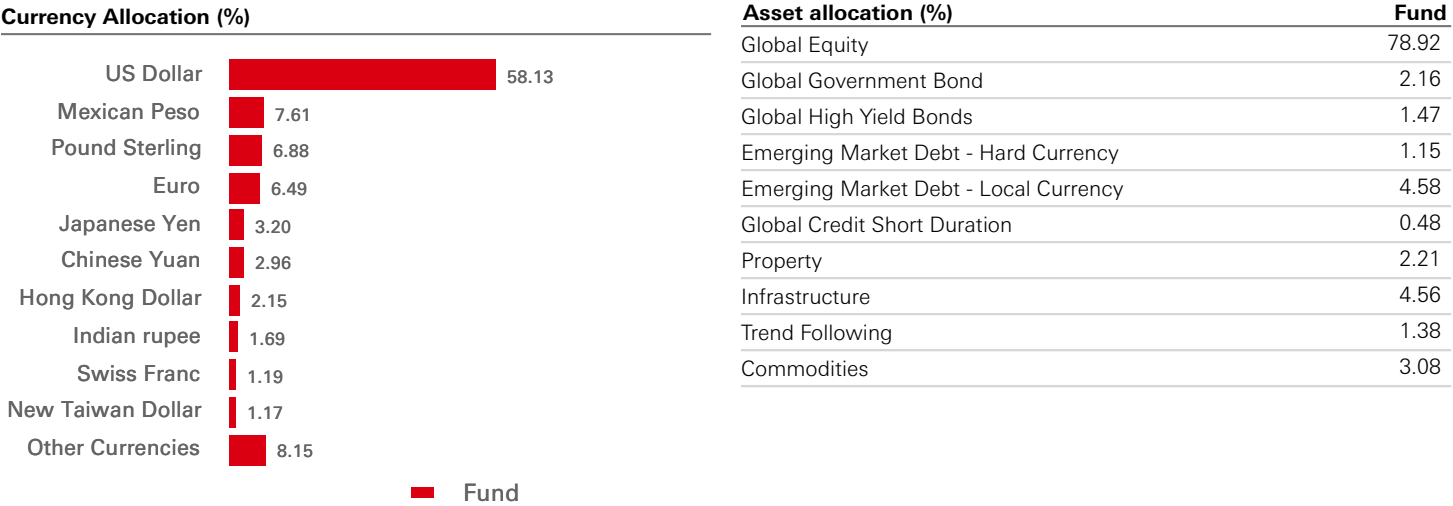 Currency Allocation (%)
US Dollar 58.13
Mexican Peso 7.61
Pound Sterling 6.88
Euro 6.49
Japanese Yen 3.20
Chinese Yuan 2.96
Hong Kong Dollar 2.15
Indian rupee 1.69
Swiss Franc 1.19
New Taiwan Dollar 1.17
Other Currencies 8.15
Fund
Asset allocation (%) Fund
Global Equity 78.92
Global Government Bond 2.16
Global High Yield Bonds 1.47
Emerging Market Debt - Hard Currency 1.15
Emerging Market Debt - Local Currency 4.58
Global Credit Short Duration 0.48
Property 2.21
Infrastructure 4.56
Trend Following 1.38
Commodities 3.08